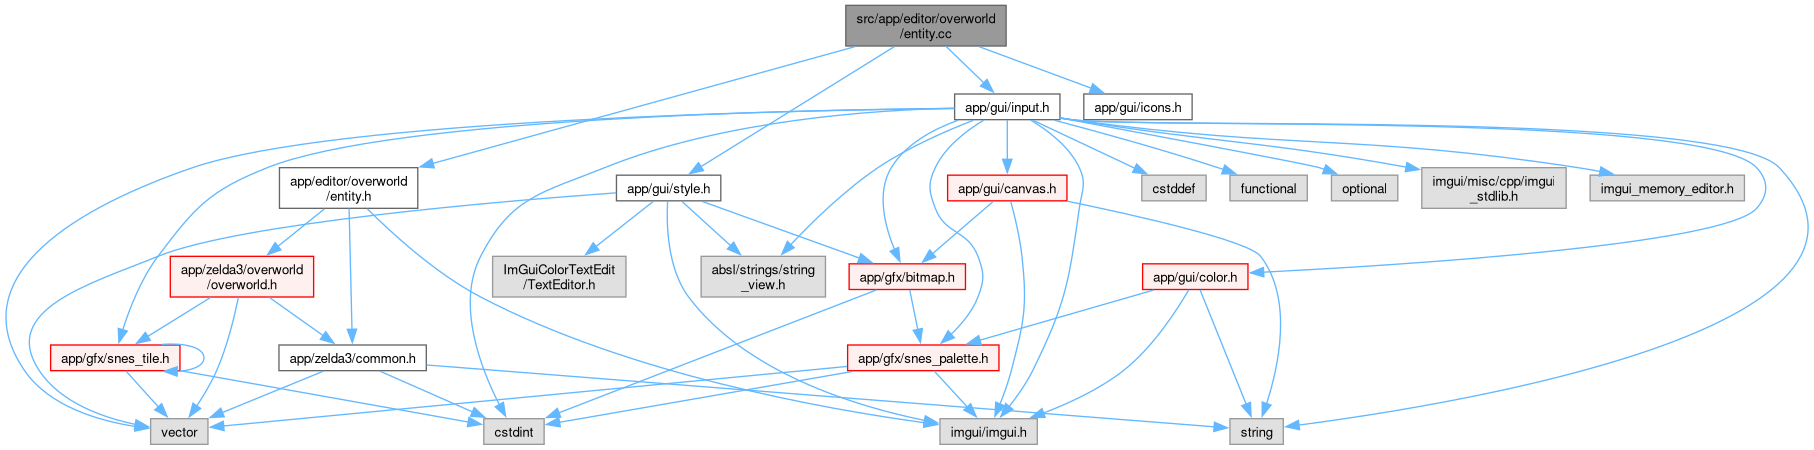 src/app/editor/overworld
/entity.cc
app/gui/input.h
app/gui/icons.h
app/editor/overworld
/entity.h
app/gui/style.h
app/gui/canvas.h
cstddef
functional
optional
imgui/misc/cpp/imgui
_stdlib.h
imgui_memory_editor.h
app/zelda3/overworld
/overworld.h
ImGuiColorTextEdit
/TextEditor.h
absl/strings/string
_view.h
app/gfx/bitmap.h
app/gui/color.h
app/gfx/snes_tile.h
app/zelda3/common.h
app/gfx/snes_palette.h
vector
cstdint
imgui/imgui.h
string